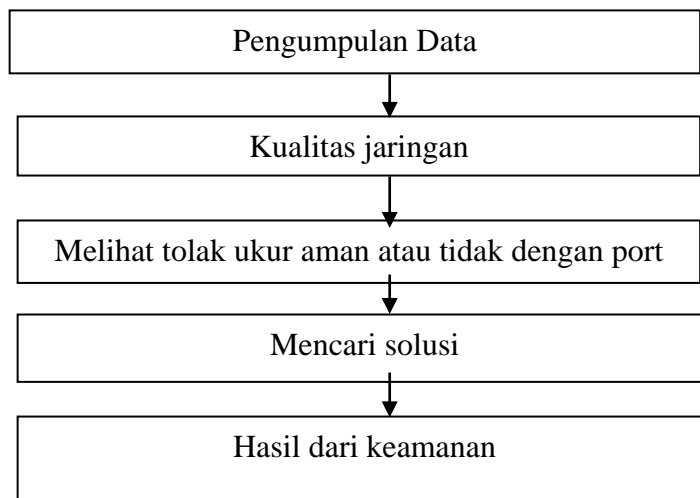 Pengumpulan Data
Kualitas jaringan
Melihat tolak ukur aman atau tidak dengan port
Mencari solusi
Hasil dari keamanan